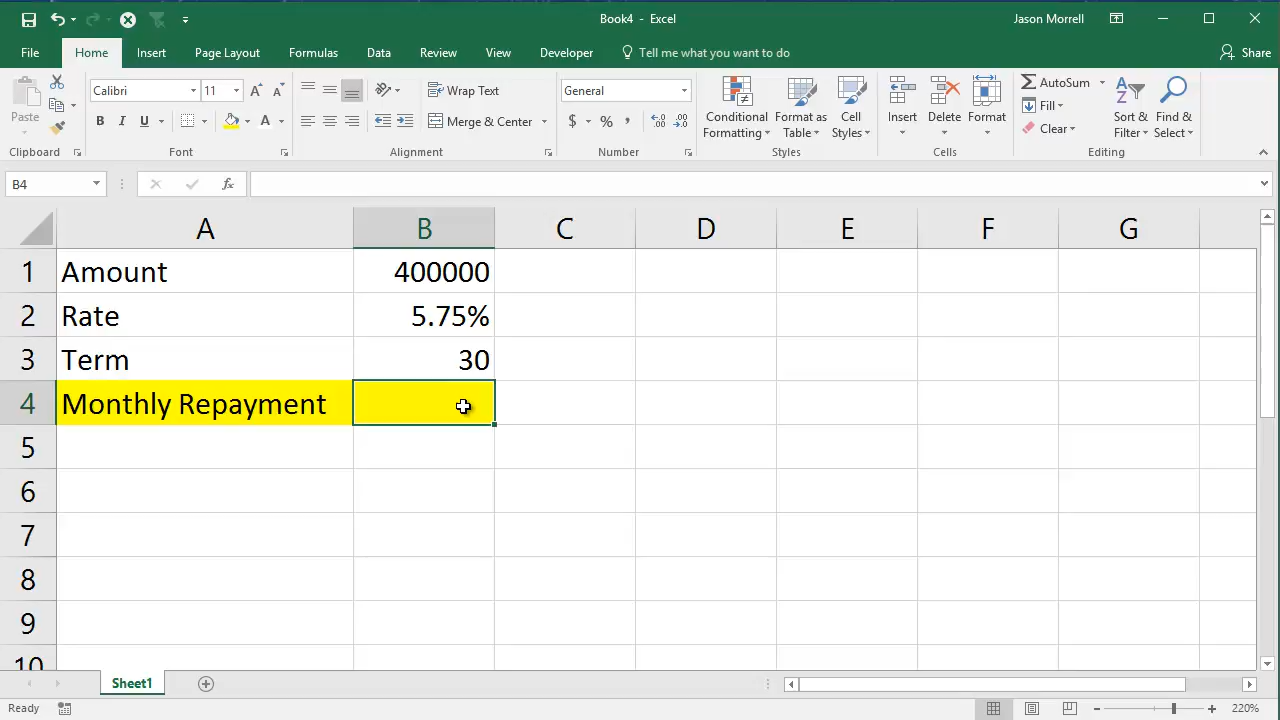 Book4 - Excel
Jason Morrell
File Home Insert Page Layout Formulas Data Review View Developer Tell me what you want to do Share
Paste
Clipboard
Calibri 11
B I U A
Font
Wrap Text
Merge & Center
Alignment
General
$ % ,
Number
Conditional Formatting
Format as Table
Cell Styles
Styles
Insert Delete Format
Cells
AutoSum
Fill
Clear
Sort & Filter
Find & Select
Editing
B4 fx
A B C D E F G
1 Amount 400000
2 Rate 5.75%
3 Term 30
4 Monthly Repayment
5
6
7
8
9
10
Sheet1
Ready 220%